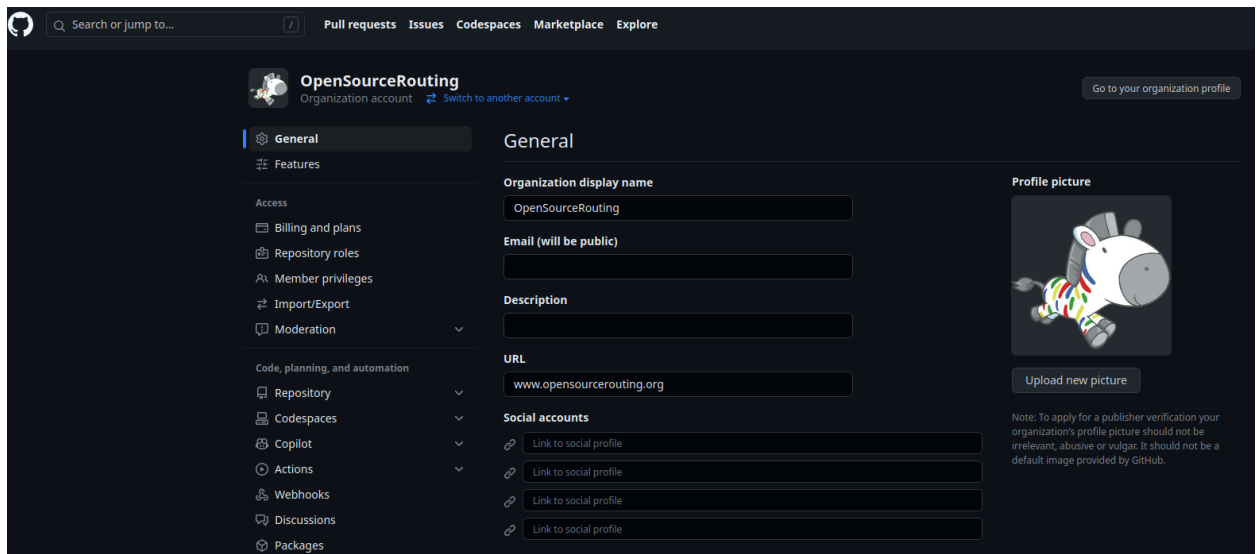 Search or jump to...
/
Pull requests Issues Codespaces Marketplace Explore
OpenSourceRouting
Organization account Switch to another account
Go to your organization profile
General
Features
Access
Billing and plans
Repository roles
Member privileges
Import/Export
Moderation
Code, planning, and automation
Repository
Codespaces
Copilot
Actions
Webhooks
Discussions
Packages
General
Organization display name
OpenSourceRouting
Email (will be public)
Description
URL
www.opensourcerouting.org
Social accounts
Link to social profile
Link to social profile
Link to social profile
Link to social profile
Profile picture
Upload new picture
Note: To apply for a publisher verification your
organization's profile picture should not be
irrelevant, abusive or vulgar. It should not be a
default image provided by GitHub.